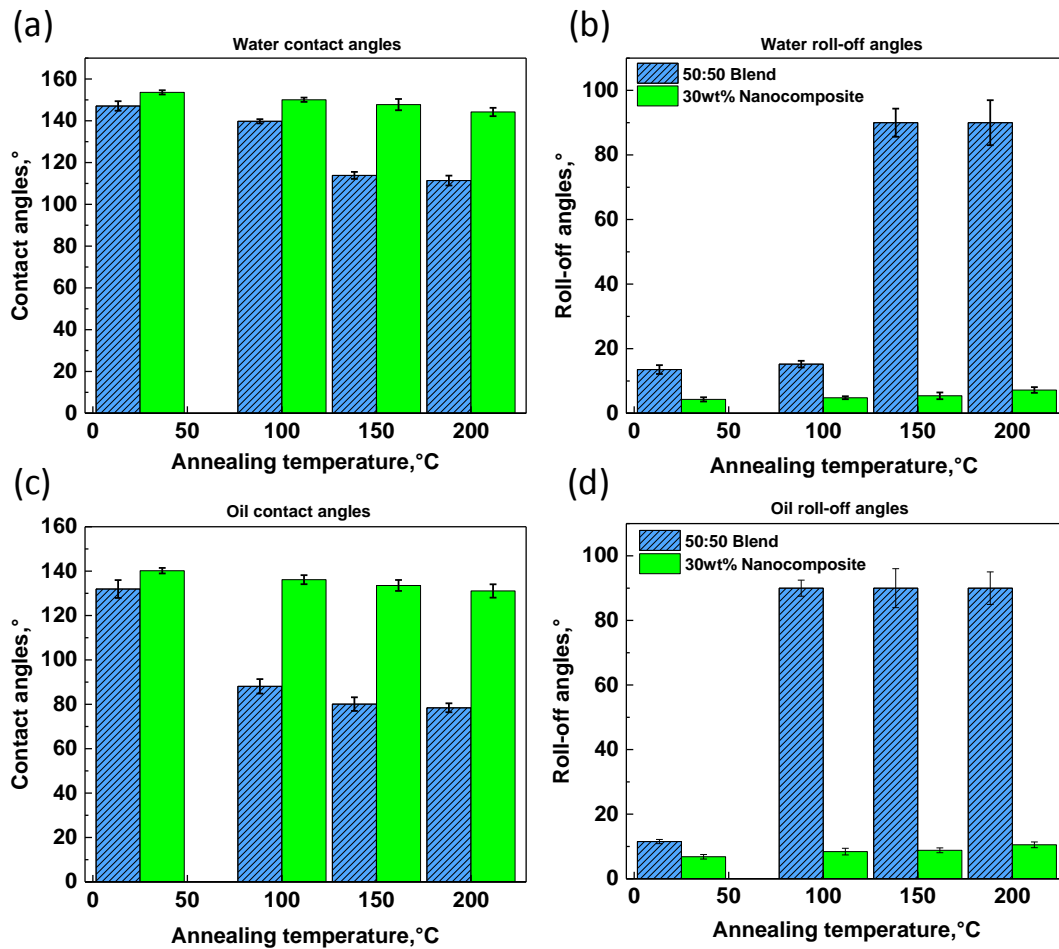 (a)
Water contact angles
160
140
120
100
80
60
40
20
0
Contact angles,°
0 50 100 150 200
Annealing temperature,°C
(b)
Water roll-off angles
50:50 Blend
30wt% Nanocomposite
100
80
60
40
20
0
Roll-off angles,°
0 50 100 150 200
Annealing temperature,°C
(c)
Oil contact angles
160
140
120
100
80
60
40
20
0
Contact angles,°
0 50 100 150 200
Annealing temperature,°C
(d)
Oil roll-off angles
50:50 Blend
30wt% Nanocomposite
100
80
60
40
20
0
Roll-off angles,°
0 50 100 150 200
Annealing temperature,°C